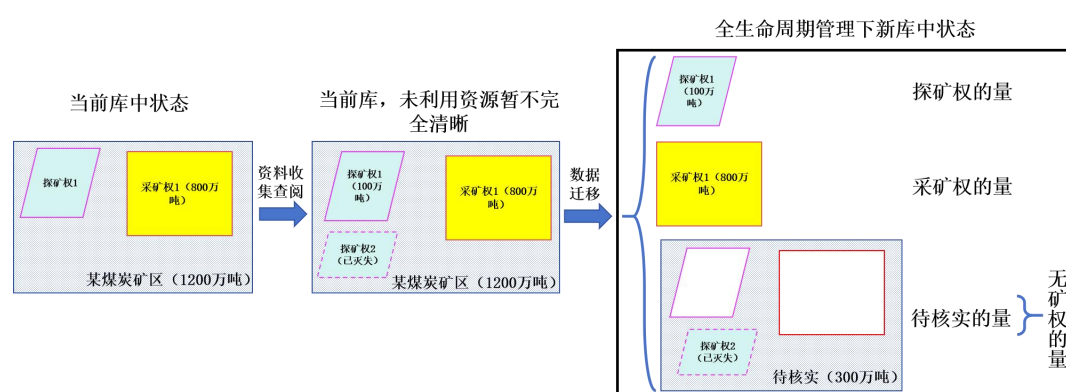 全生命周期管理下新库中状态
当前库中状态
当前库，未利用资源暂不完
全清晰
探矿权1
采矿权1（800万
吨）
某煤炭矿区（1200万吨）
资料收
集查阅
探矿权1
（100万
吨）
采矿权1（800万
吨）
探矿权2
（已灭失）
某煤炭矿区（1200万吨）
数据
迁移
探矿权1
（100万
吨）
探矿权的量
采矿权1（800万
吨）
采矿权的量
探矿权2
（已灭失）
待核实（300万吨）
待核实的量
无
矿
权
的
量